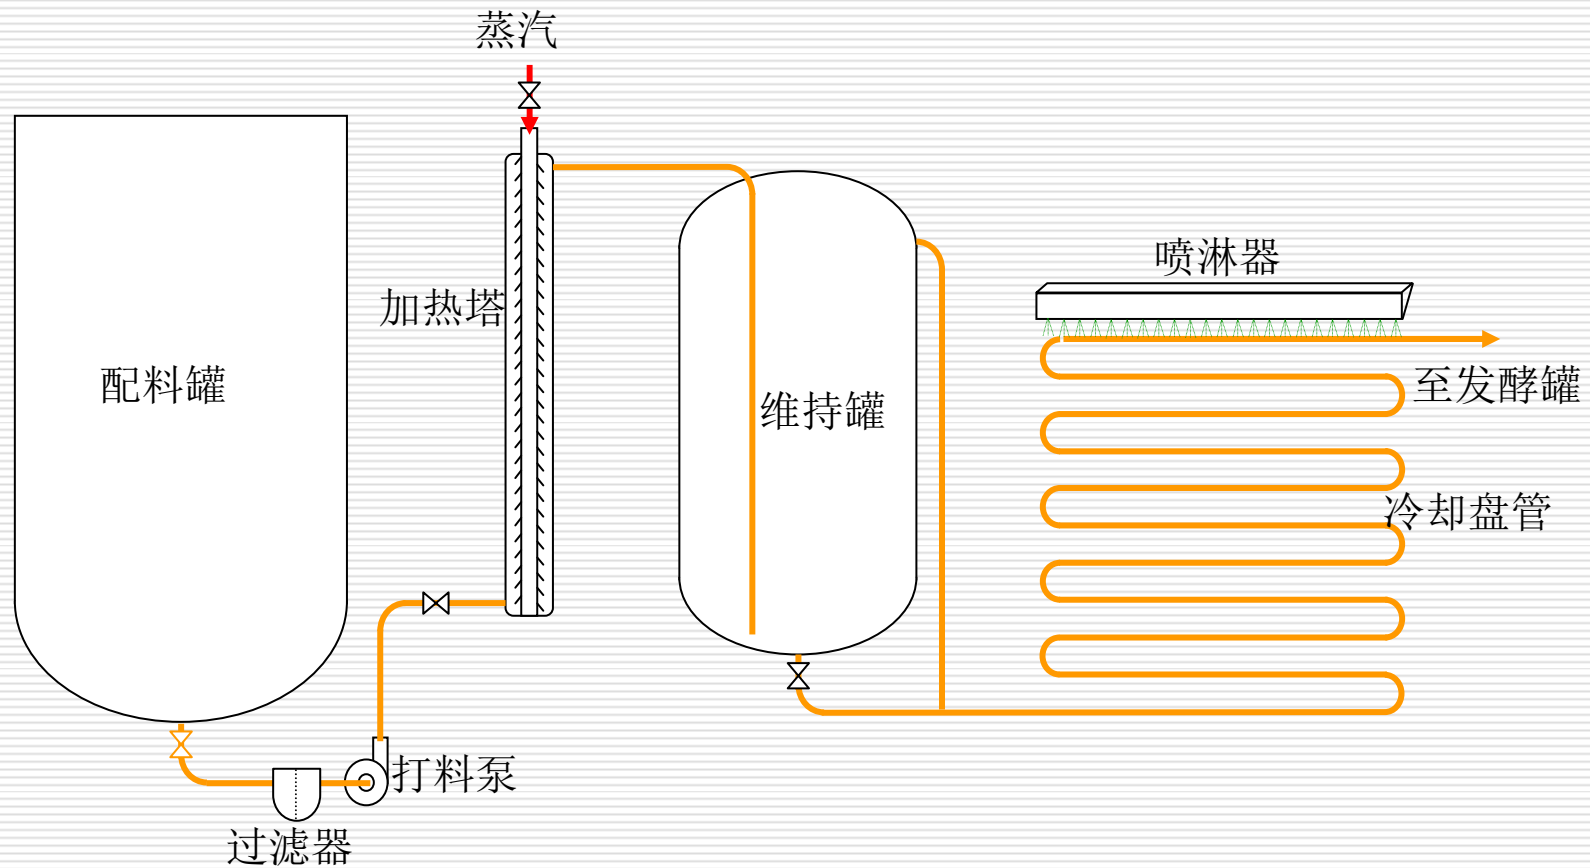 蒸汽
喷淋器
加热塔
配料罐
至发酵罐
维持罐
冷却盘管
打料泵
过滤器